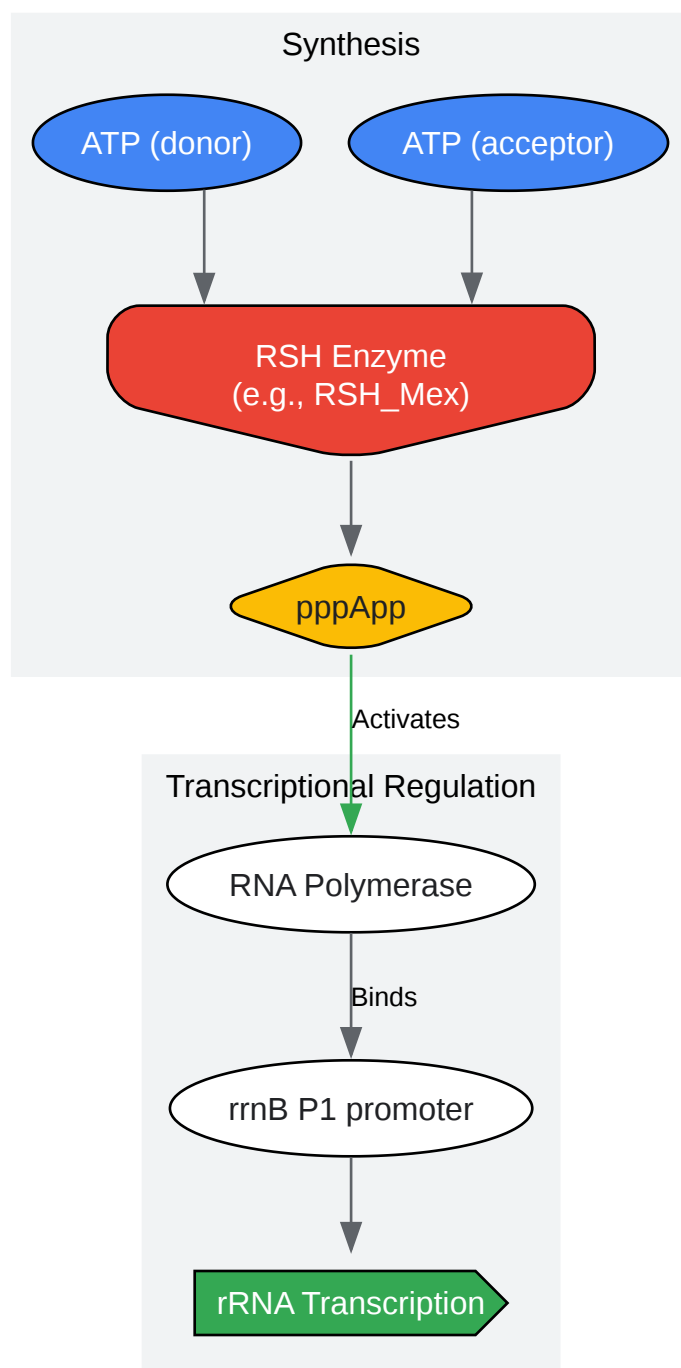 Synthesis
ATP (donor)
ATP (acceptor)
RSH Enzyme
(e.g., RSH_Mex)
pppApp
Activates
Transcriptional Regulation
RNA Polymerase
Binds
rrnB P1 promoter
rRNA Transcription